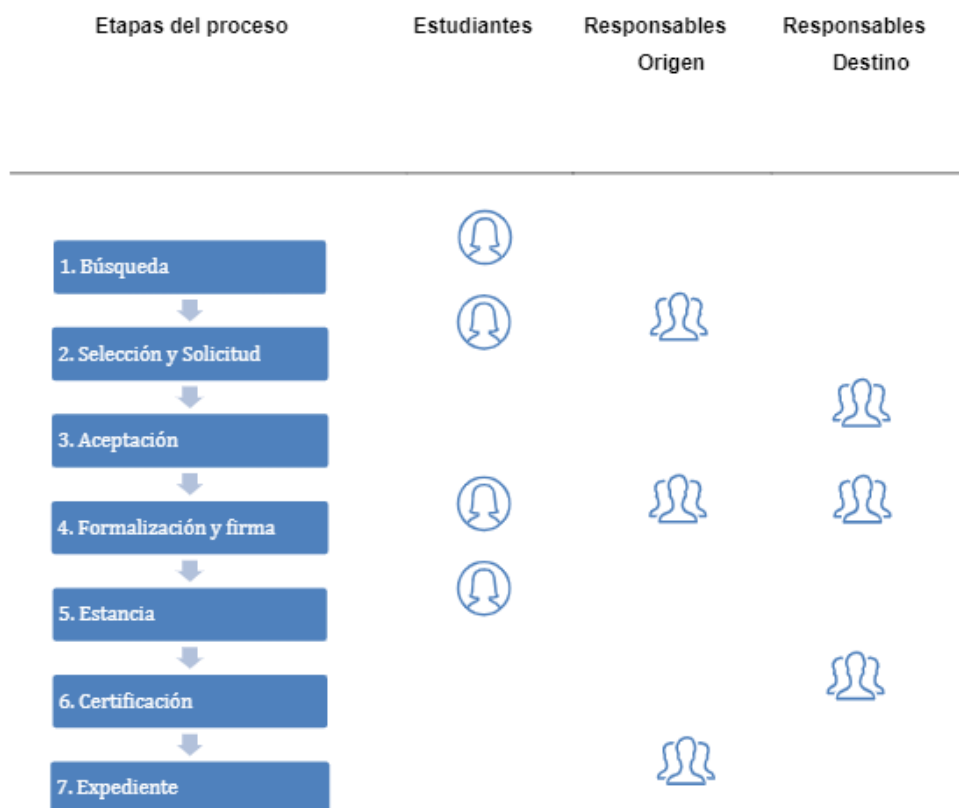 Etapas del proceso
Estudiantes
Responsables
Origen
Responsables
Destino
1. Búsqueda
2. Selección y Solicitud
3. Aceptación
4. Formalización y firma
5. Estancia
6. Certificación
7. Expediente